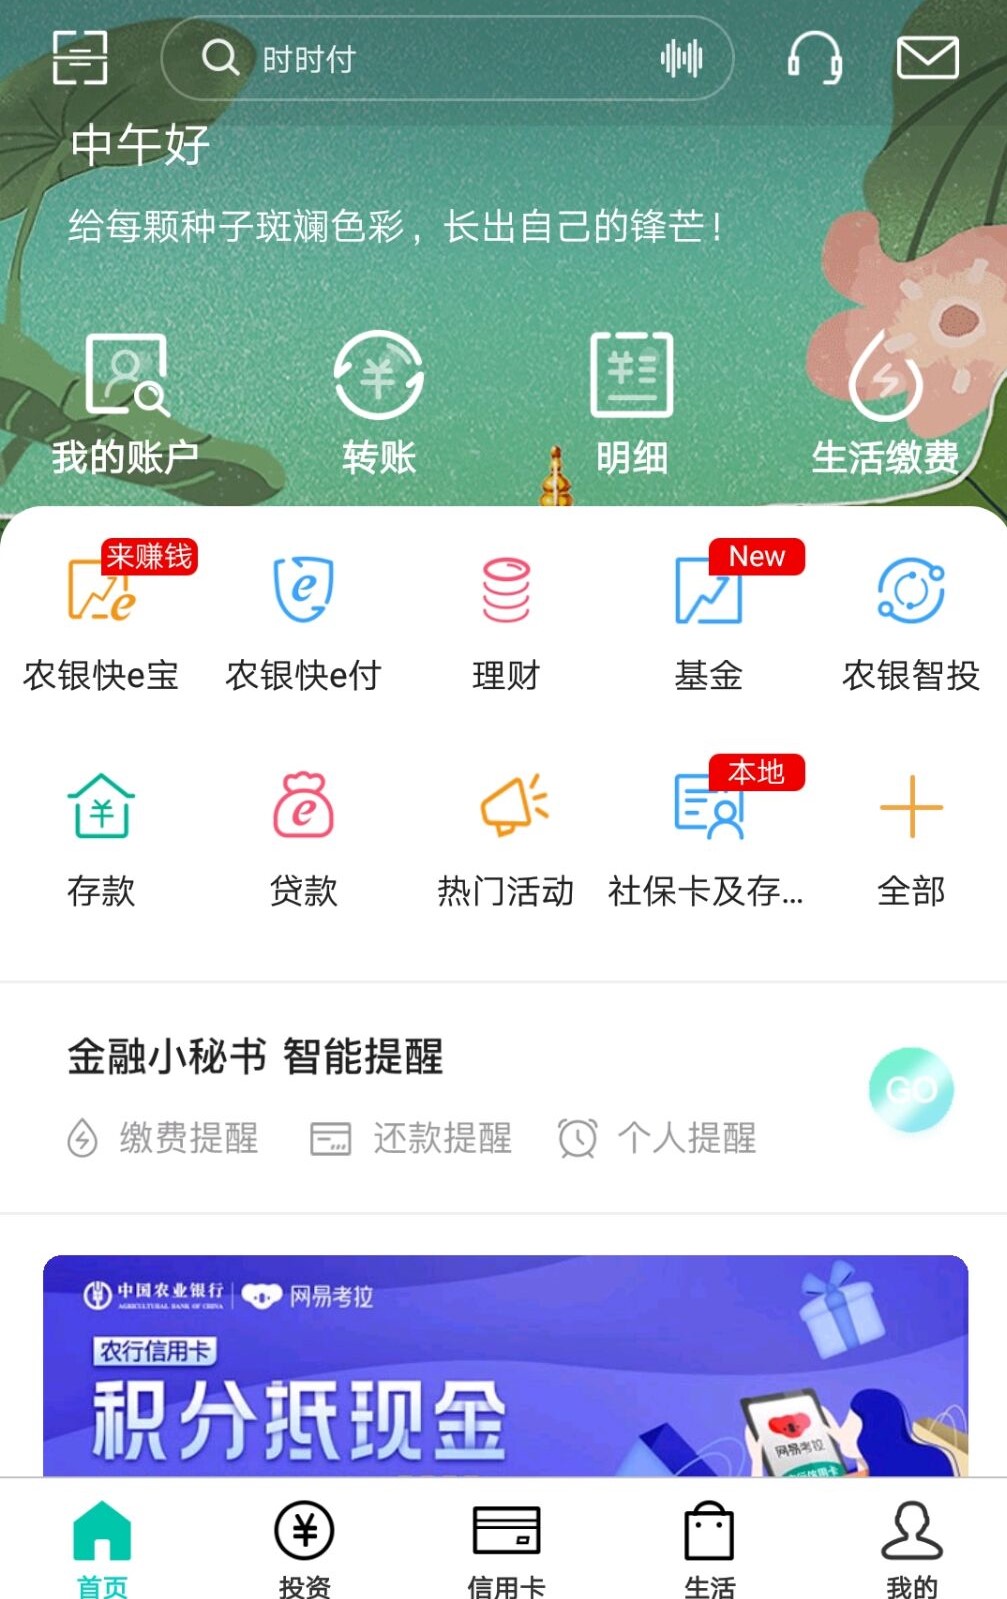 时时付
中午好
给每颗种子斑斓色彩，长出自己的锋芒！
我的账户 转账 明细 生活缴费
来赚钱 New
农银快e宝 农银快e付 理财 基金 农银智投
本地
存款 贷款 热门活动 社保卡及存... 全部
金融小秘书 智能提醒
GO
缴费提醒 还款提醒 个人提醒
中国农业银行 网易考拉
AGRICULTURAL BANK OF CHINA
农行信用卡
积分抵现金
网易考拉
农行信用卡
首页 投资 信用卡 生活 我的